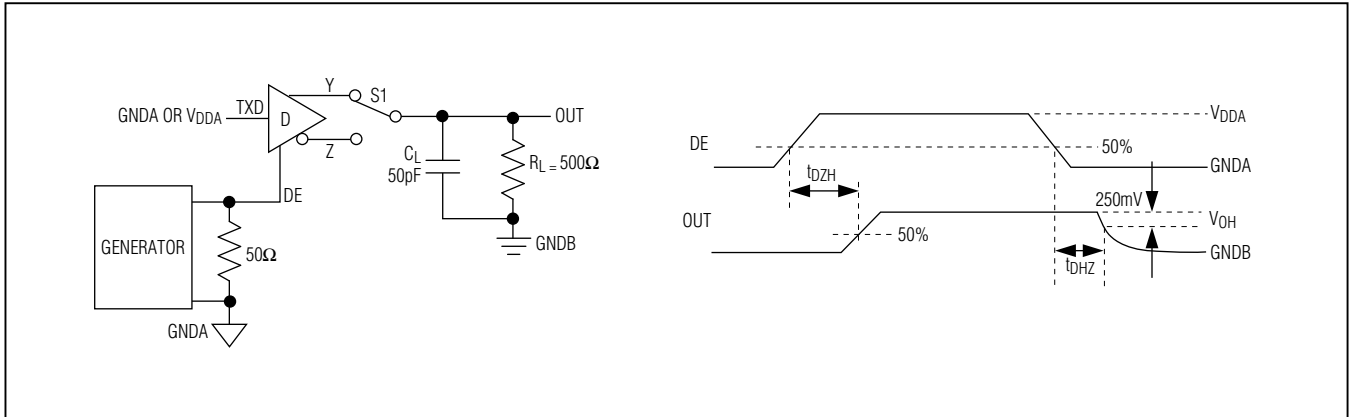 GNDA OR VDDA
TXD
D
Y
S1
Z
OUT
CL
50pF
RL = 500Ω
GNDB
DE
GENERATOR
50Ω
GNDA
DE
VDDA
50%
GNDA
tDZH
250mV
OUT
VOH
50%
GNDB
tDHZ